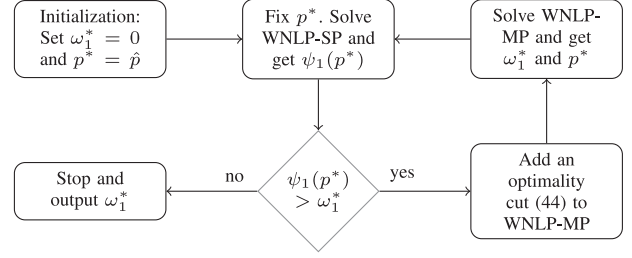 Initialization:
Set ω₁* = 0
and p* = p̂
Fix p*. Solve
WNLP-SP and
get ψ₁(p*)
Solve WNLP-
MP and get
ω₁* and p*
Stop and
output ω₁*
no
ψ₁(p*)
> ω₁*
yes
Add an
optimality
cut (44) to
WNLP-MP